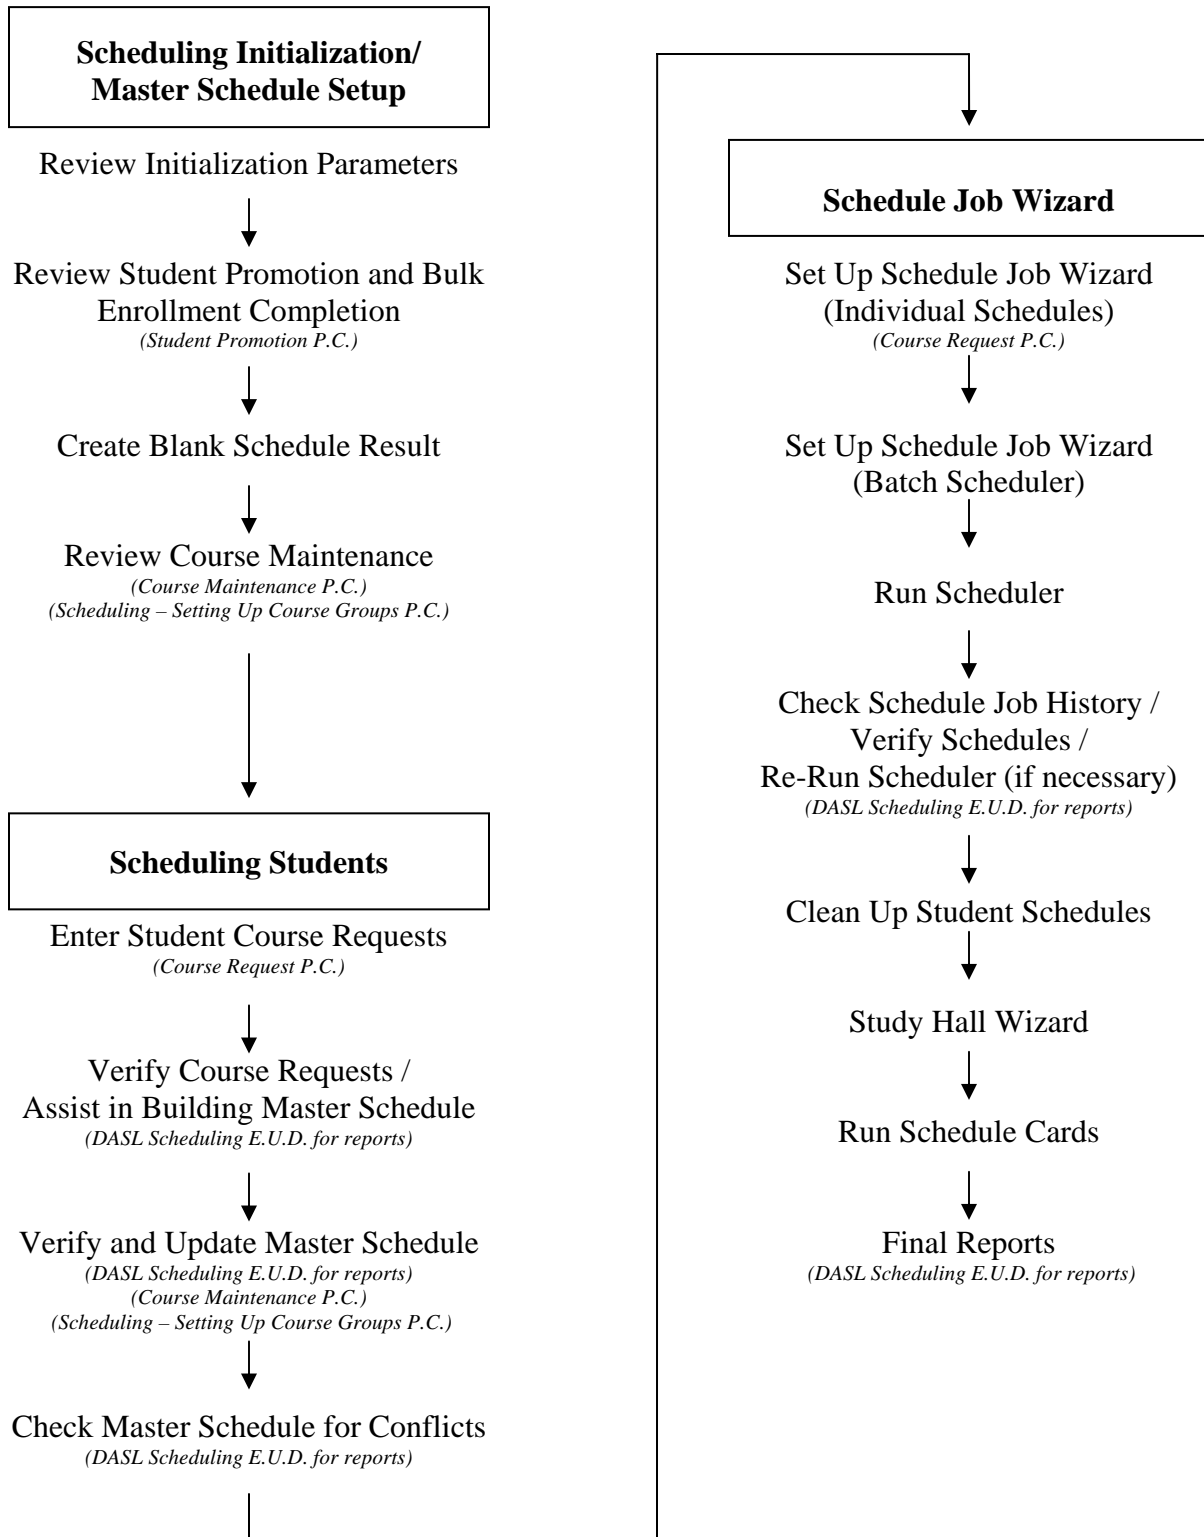 Scheduling Initialization/
Master Schedule Setup
Review Initialization Parameters
Review Student Promotion and Bulk
Enrollment Completion
(Student Promotion P.C.)
Create Blank Schedule Result
Review Course Maintenance
(Course Maintenance P.C.)
(Scheduling – Setting Up Course Groups P.C.)
Scheduling Students
Enter Student Course Requests
(Course Request P.C.)
Verify Course Requests /
Assist in Building Master Schedule
(DASL Scheduling E.U.D. for reports)
Verify and Update Master Schedule
(DASL Scheduling E.U.D. for reports)
(Course Maintenance P.C.)
(Scheduling – Setting Up Course Groups P.C.)
Check Master Schedule for Conflicts
(DASL Scheduling E.U.D. for reports)
Schedule Job Wizard
Set Up Schedule Job Wizard
(Individual Schedules)
(Course Request P.C.)
Set Up Schedule Job Wizard
(Batch Scheduler)
Run Scheduler
Check Schedule Job History /
Verify Schedules /
Re-Run Scheduler (if necessary)
(DASL Scheduling E.U.D. for reports)
Clean Up Student Schedules
Study Hall Wizard
Run Schedule Cards
Final Reports
(DASL Scheduling E.U.D. for reports)